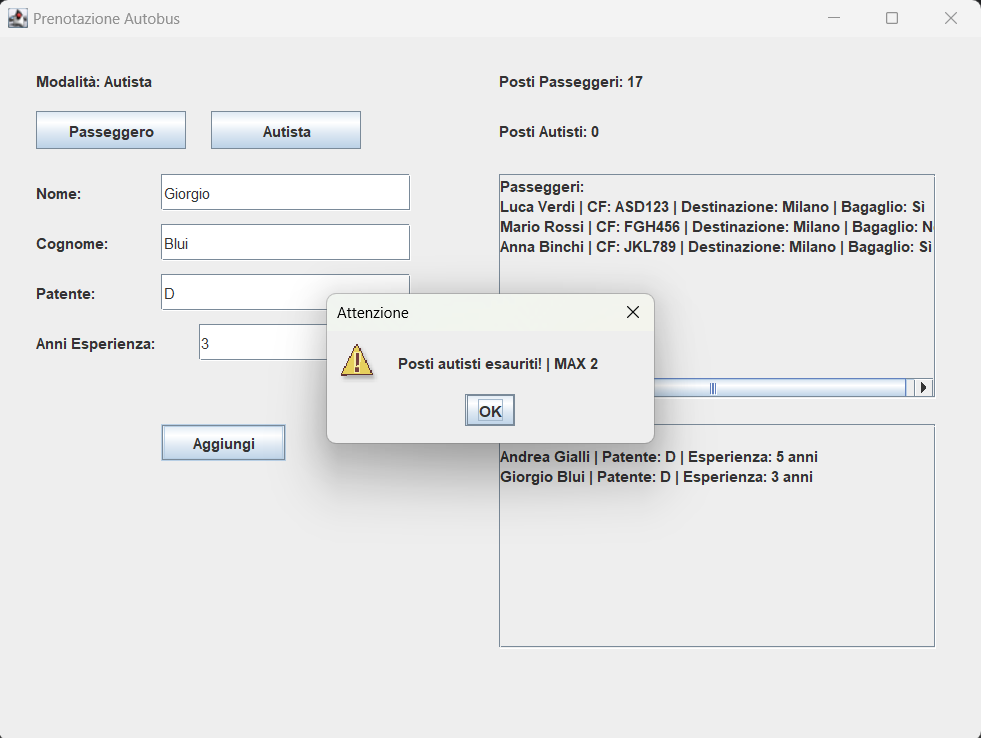 Prenotazione Autobus
Modalità: Autista
Passeggero
Autista
Nome:
Giorgio
Cognome:
Blui
Patente:
D
Anni Esperienza:
3
Aggiungi
Posti Passeggeri: 17
Posti Autisti: 0
Passeggeri:
Luca Verdi | CF: ASD123 | Destinazione: Milano | Bagaglio: Sì
Mario Rossi | CF: FGH456 | Destinazione: Milano | Bagaglio: N
Anna Binchi | CF: JKL789 | Destinazione: Milano | Bagaglio: Sì
Attenzione
Posti autisti esauriti! | MAX 2
OK
Andrea Gialli | Patente: D | Esperienza: 5 anni
Giorgio Blui | Patente: D | Esperienza: 3 anni